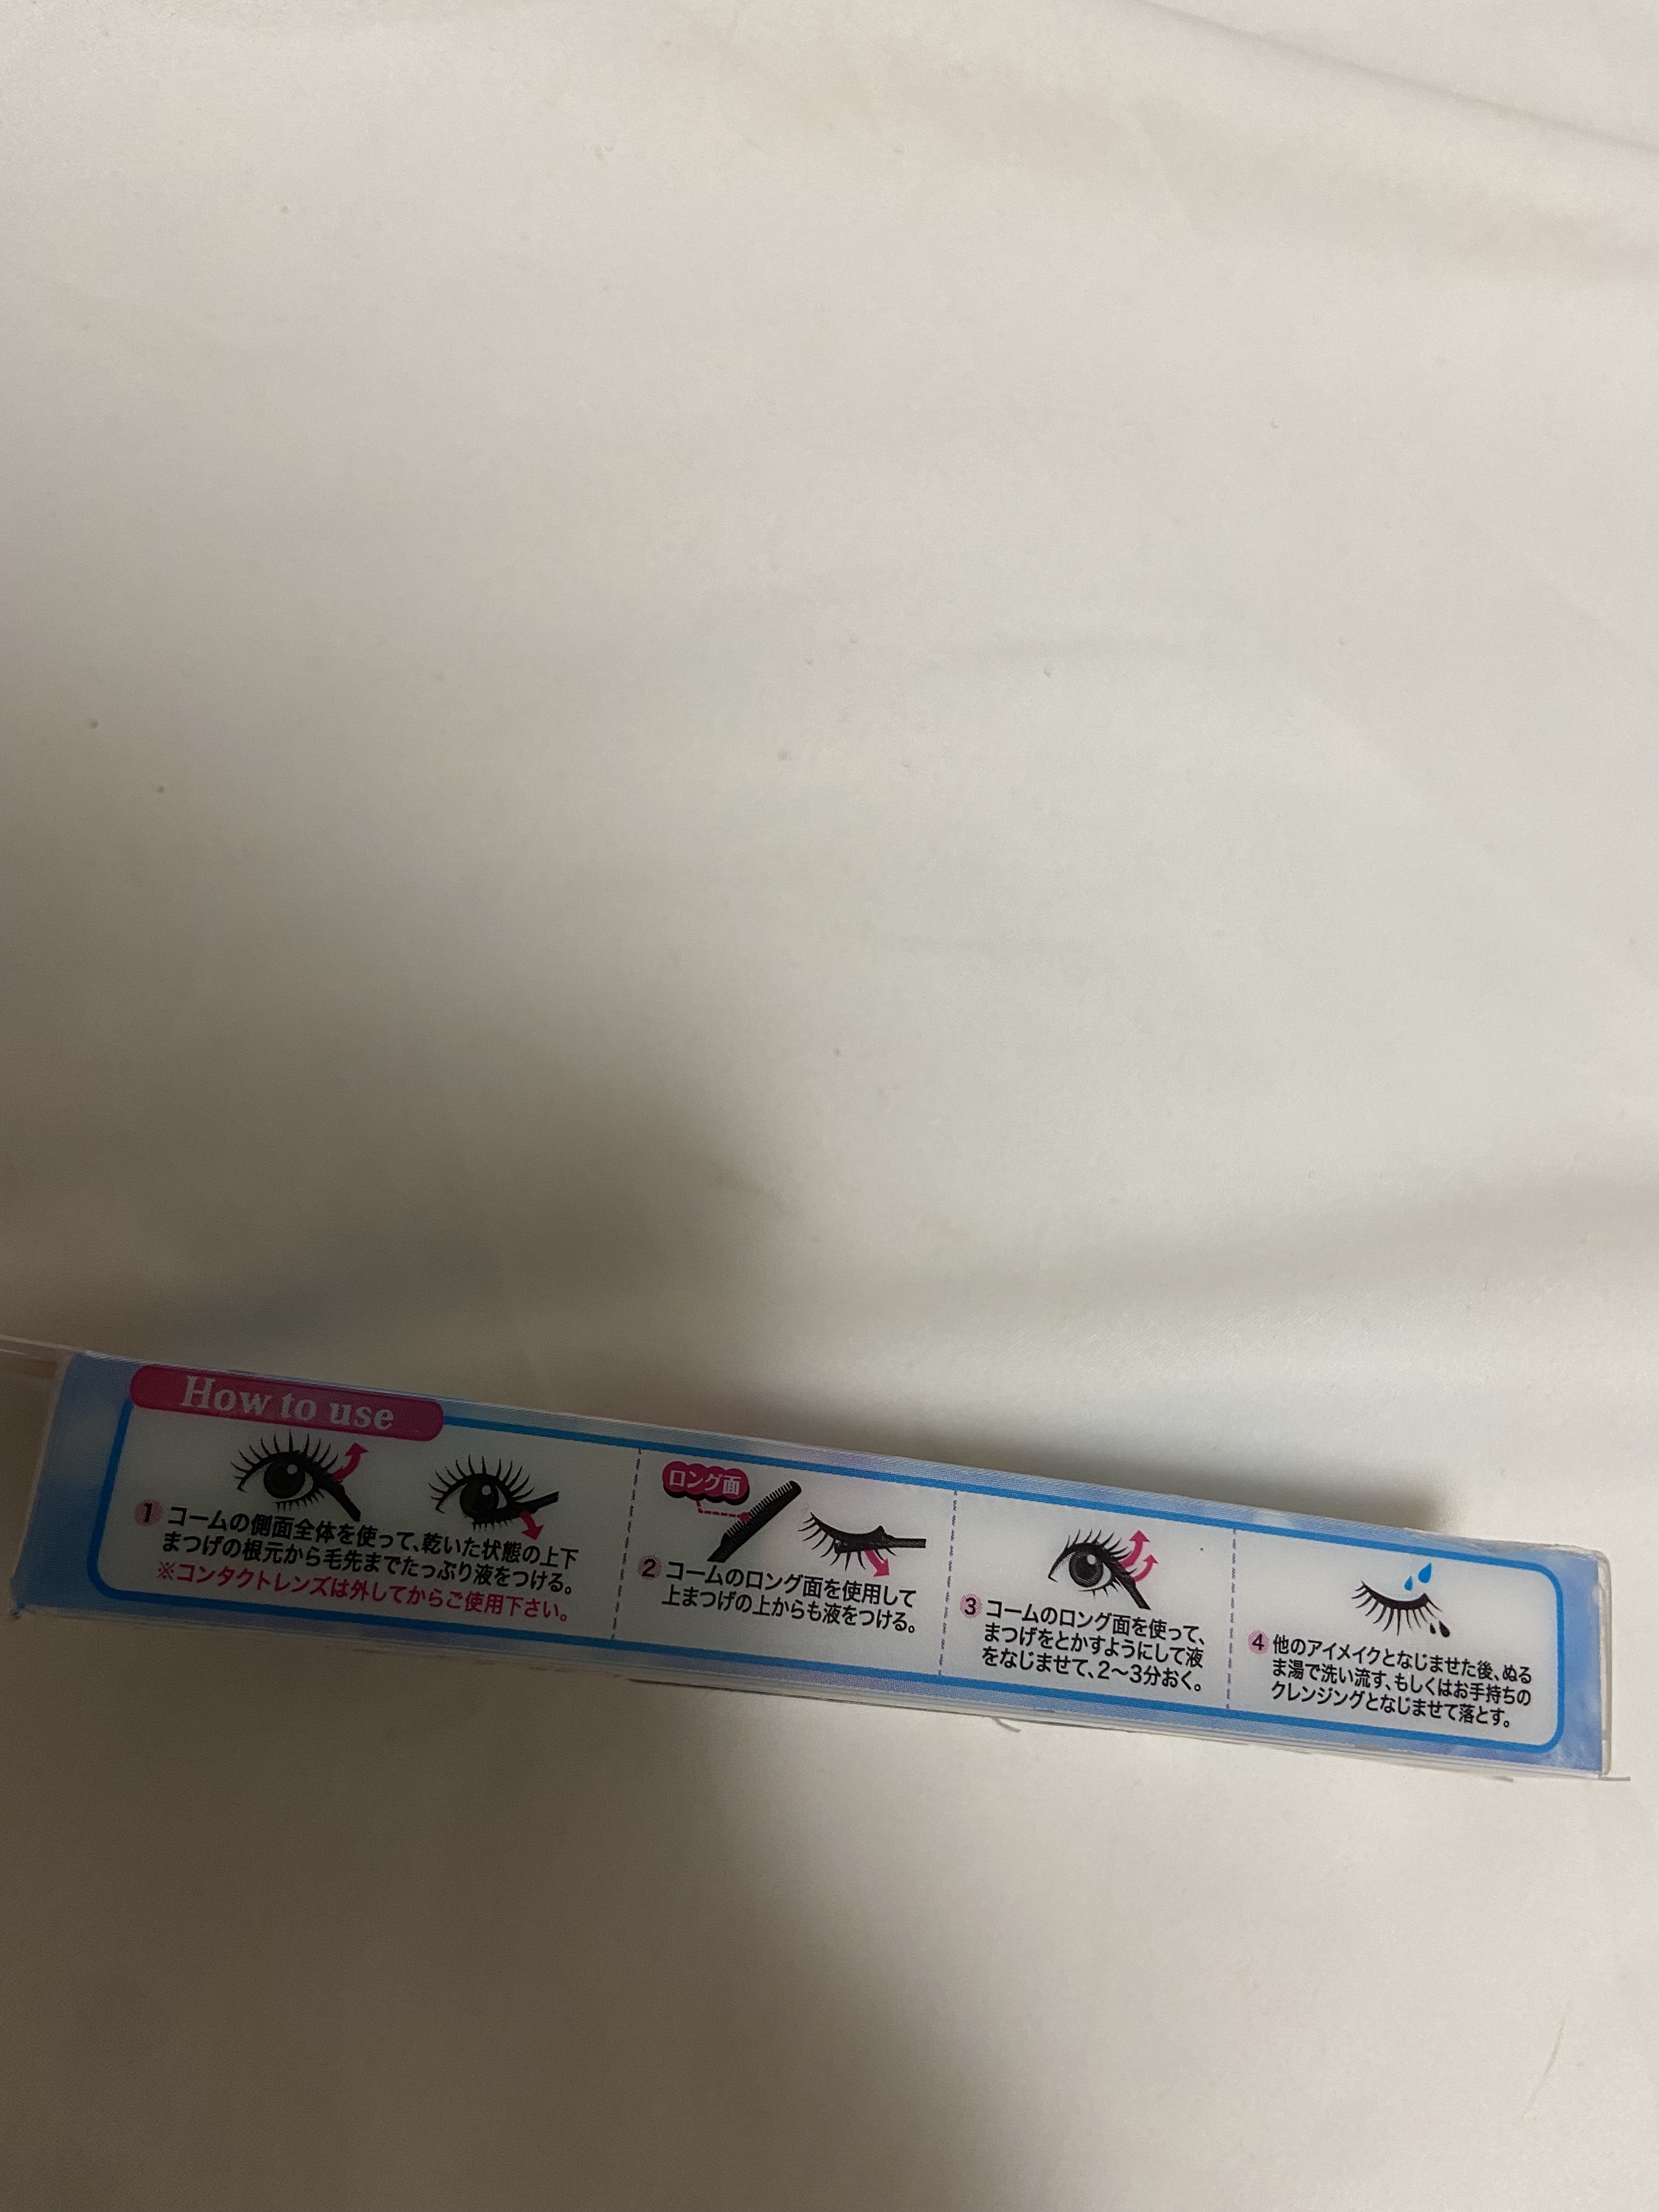 How to use
1 コームの側面全体を使って、乾いた状態の上下
まつげの根元から毛先までたっぷり液をつける。
※コンタクトレンズは外してからご使用下さい。
ロング面
2 コームのロング面を使用して
上まつげの上からも液をつける。
3 コームのロング面を使って、
まつげをとかすようにして液
をなじませて、2〜3分おく。
4 他のアイメイクとなじませた後、ぬる
ま湯で洗い流す、もしくはお手持ちの
クレンジングとなじませて落とす。